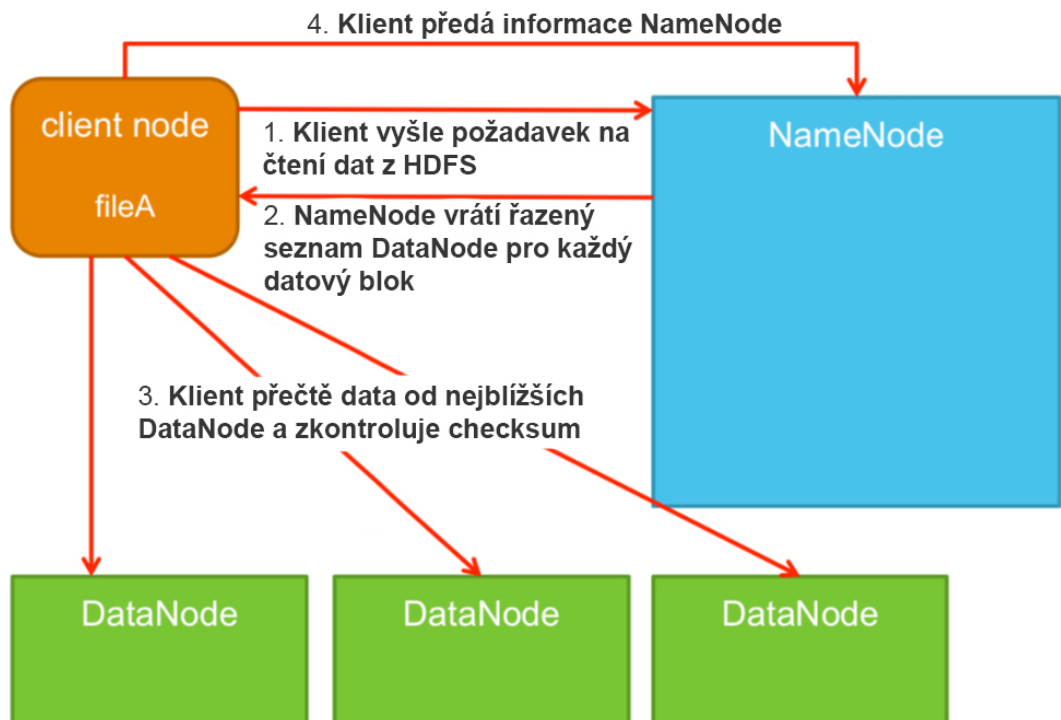 4. Klient předá informace NameNode
client node
fileA
1. Klient vyšle požadavek na
čtení dat z HDFS
NameNode
2. NameNode vrátí řazený
seznam DataNode pro každý
datový blok
3. Klient přečtě data od nejblížších
DataNode a zkontroluje checksum
DataNode
DataNode
DataNode